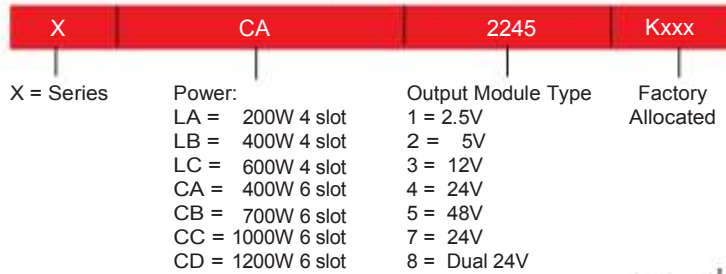 X CA 2245 Kxxx
X = Series Power: Output Module Type Factory
LA = 200W 4 slot 1 = 2.5V Allocated
LB = 400W 4 slot 2 = 5V
LC = 600W 4 slot 3 = 12V
CA = 400W 6 slot 4 = 24V
CB = 700W 6 slot 5 = 48V
CC = 1000W 6 slot 7 = 24V
CD = 1200W 6 slot 8 = Dual 24V